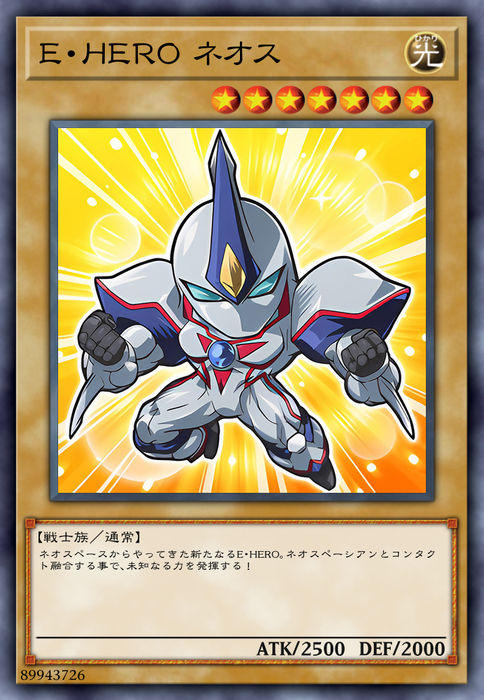 E・HERO ネオス
ひかり
光
【戦士族／通常】
ネオスペースからやってきた新たなるE・HERO。ネオスペーシアンとコンタク
ト融合する事で、未知なる力を発揮する！
ATK/2500 DEF/2000
89943726